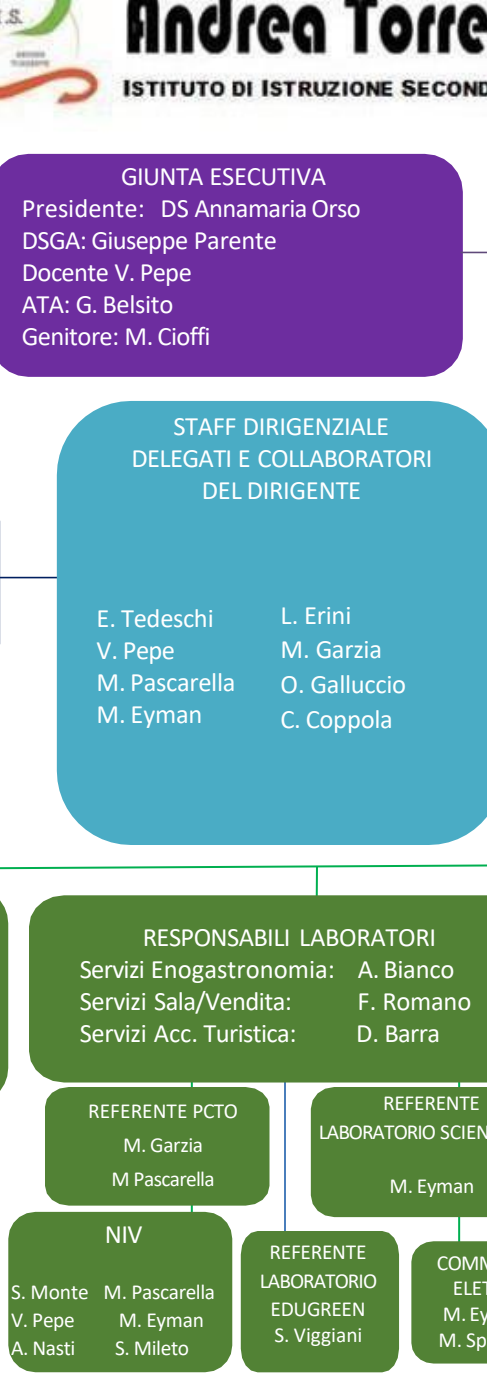 I.S.
Andrea Torre
ISTITUTO DI ISTRUZIONE SECOND
GIUNTA ESECUTIVA
Presidente: DS Annamaria Orso
DSGA: Giuseppe Parente
Docente V. Pepe
ATA: G. Belsito
Genitore: M. Cioffi
STAFF DIRIGENZIALE
DELEGATI E COLLABORATORI
DEL DIRIGENTE
E. Tedeschi
V. Pepe
M. Pascarella
M. Eyman
L. Erini
M. Garzia
O. Galluccio
C. Coppola
RESPONSABILI LABORATORI
Servizi Enogastronomia: A. Bianco
Servizi Sala/Vendita: F. Romano
Servizi Acc. Turistica: D. Barra
REFERENTE PCTO
M. Garzia
M Pascarella
REFERENTE
LABORATORIO SCIEN
M. Eyman
NIV
S. Monte M. Pascarella
V. Pepe M. Eyman
A. Nasti S. Mileto
REFERENTE
LABORATORIO
EDUGREEN
S. Viggiani
COMM
ELET
M. Ey
M. Sp